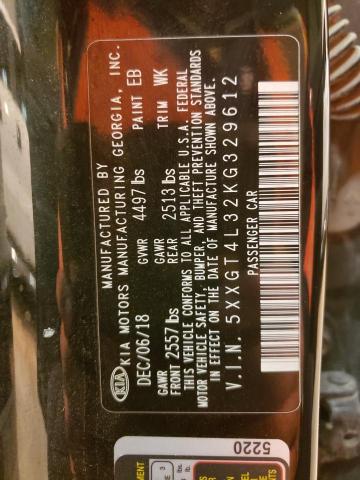 MANUFACTURED BY
KIA KIA MOTORS MANUFACTURING GEORGIA, INC.
DEC/06/18 GVWR 4497 lbs PAINT EB
GAWR FRONT 2557 lbs GAWR REAR 2513 lbs TRIM WK
THIS VEHICLE CONFORMS TO ALL APPLICABLE U.S.A. FEDERAL
MOTOR VEHICLE SAFETY, BUMPER, AND THEFT PREVENTION STANDARDS
IN EFFECT ON THE DATE OF MANUFACTURE SHOWN ABOVE.
V.I.N. 5XXGT4L32KG329612
PASSENGER CAR
5220